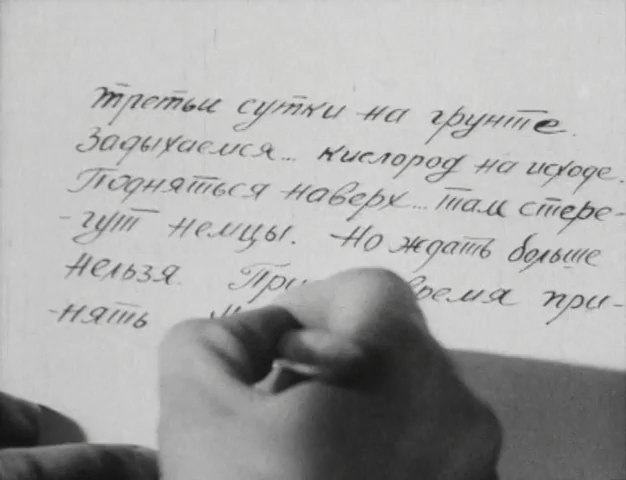 третьи сутки на грунте.
Задыхаемся... кислород на исходе.
Подняться наверх... там стере-
-гут немцы. Но ждать больше
нельзя. время при-
-нять